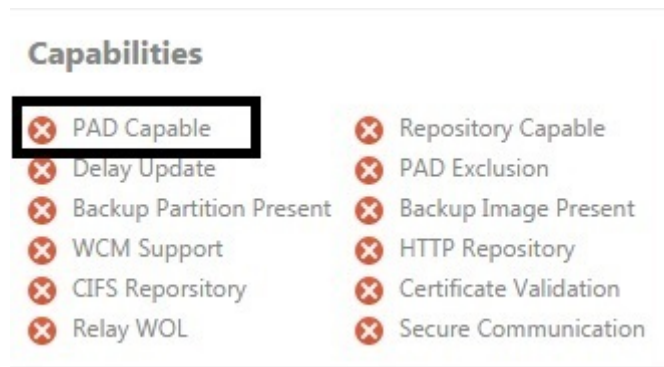 Capabilities
PAD Capable
Repository Capable
Delay Update
PAD Exclusion
Backup Partition Present
Backup Image Present
WCM Support
HTTP Repository
CIFS Reporsitory
Certificate Validation
Relay WOL
Secure Communication